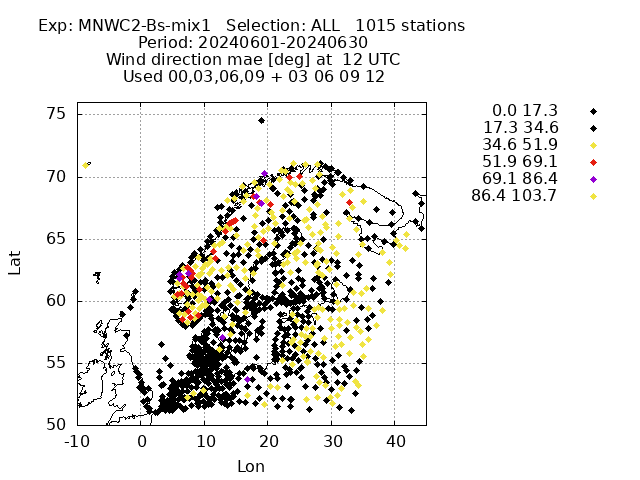 Exp: MNWC2-Bs-mix1   Selection: ALL   1015 stations
Period: 20240601-20240630
Wind direction mae [deg] at  12 UTC
Used 00,03,06,09 + 03 06 09 12
0.0 17.3
17.3 34.6
34.6 51.9
51.9 69.1
69.1 86.4
86.4 103.7
75
70
65
60
55
50
Lat
-10 0 10 20 30 40
Lon